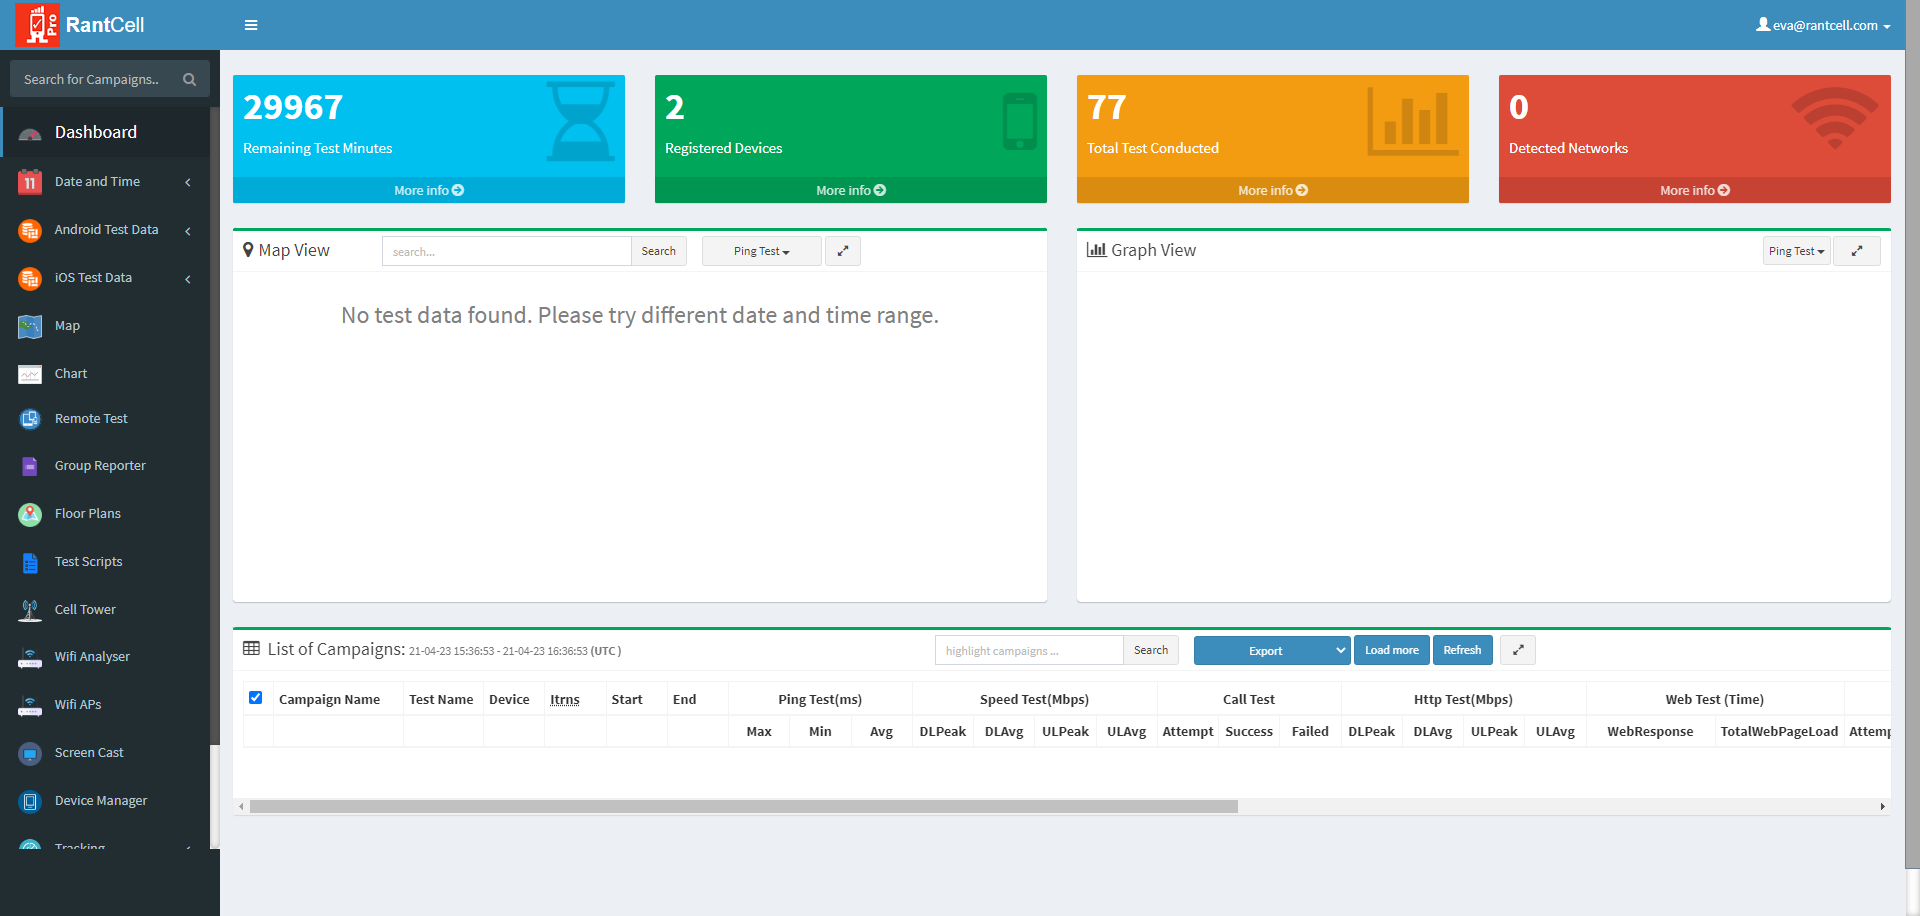 Pro
RantCell
eva@rantcell.com
Search for Campaigns..
Dashboard
11
Date and Time
Android Test Data
iOS Test Data
Map
Chart
Remote Test
Group Reporter
Floor Plans
Test Scripts
Cell Tower
Wifi Analyser
Wifi APs
Screen Cast
Device Manager
Tracking
29967
Remaining Test Minutes
More info
2
Registered Devices
More info
77
Total Test Conducted
More info
0
Detected Networks
More info
Map View search... Search Ping Test
No test data found. Please try different date and time range.
Graph View Ping Test
List of Campaigns: 21-04-23 15:36:53 - 21-04-23 16:36:53 (UTC ) highlight campaigns ... Search Export Load more Refresh
Campaign Name Test Name Device Itrns Start End Ping Test(ms) Speed Test(Mbps) Call Test Http Test(Mbps) Web Test (Time)
Max Min Avg DLPeak DLAvg ULPeak ULAvg Attempt Success Failed DLPeak DLAvg ULPeak ULAvg WebResponse TotalWebPageLoad Attemp